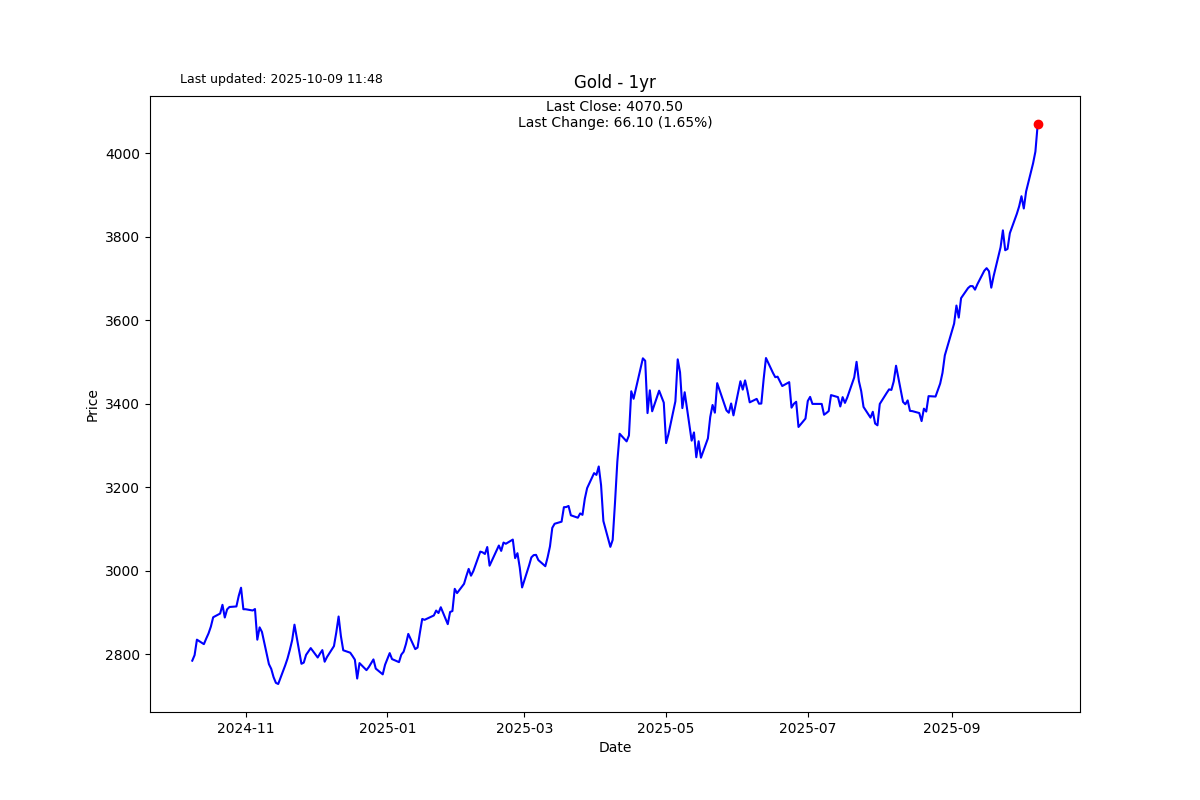 Last updated: 2025-10-09 11:48
Gold - 1yr
Last Close: 4070.50
Last Change: 66.10 (1.65%)
4000
3800
3600
3400
3200
3000
2800
Price
2024-11
2025-01
2025-03
2025-05
2025-07
2025-09
Date